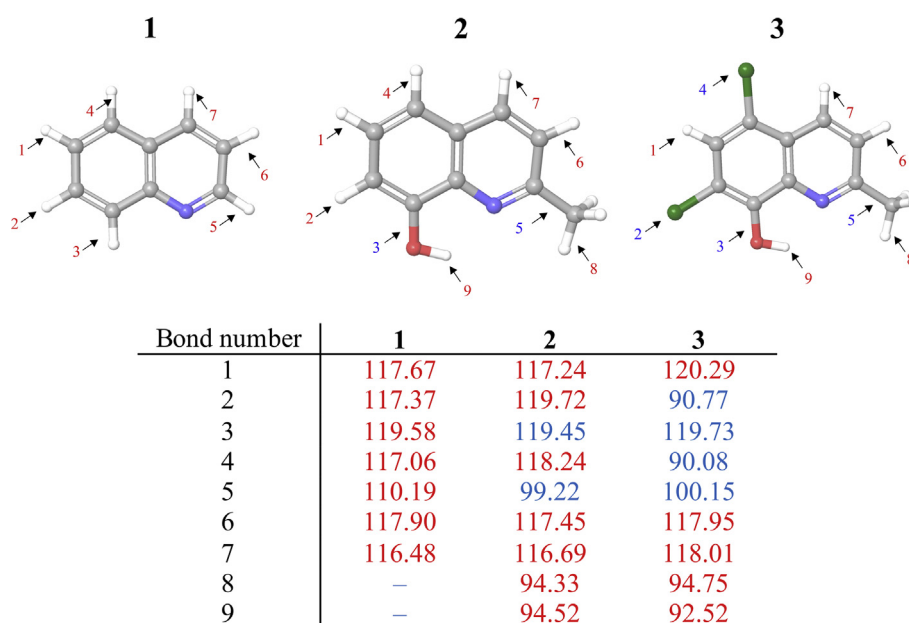 1 2 3
4 7 1 6 2 5 3
4 7 1 6 2 3 5 8 9
4 7 1 6 2 3 5 9 8
Bond number 1 2 3
1 117.67 117.24 120.29
2 117.37 119.72 90.77
3 119.58 119.45 119.73
4 117.06 118.24 90.08
5 110.19 99.22 100.15
6 117.90 117.45 117.95
7 116.48 116.69 118.01
8 – 94.33 94.75
9 – 94.52 92.52